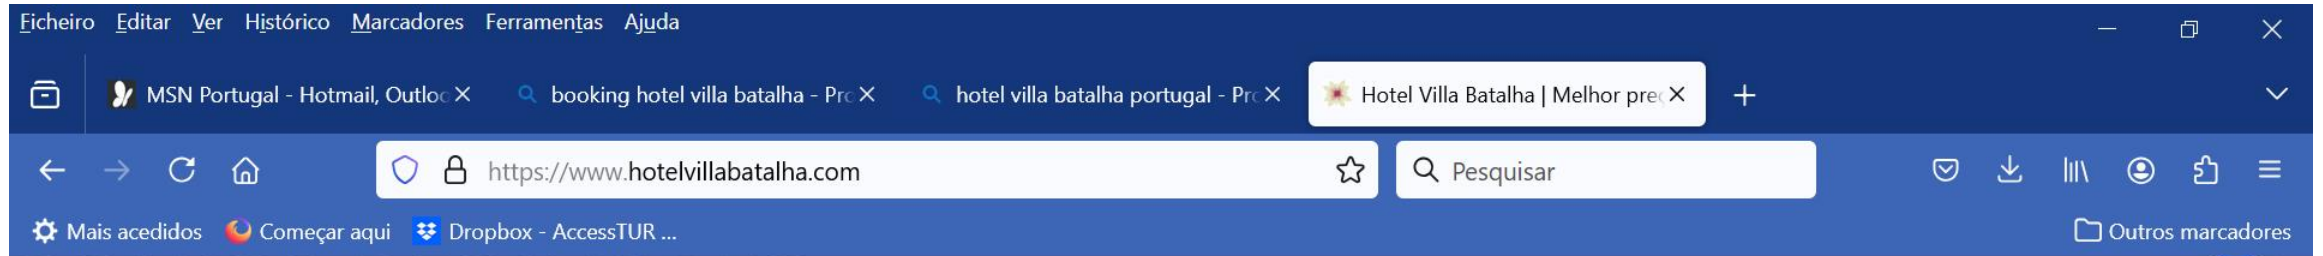 Ficheiro Editar Ver Histórico Marcadores Ferramentas Ajuda
MSN Portugal - Hotmail, Outloo booking hotel villa batalha - Pro hotel villa batalha portugal - Pro Hotel Villa Batalha | Melhor preç
https://www.hotelvillabatalha.com Pesquisar
Mais acedidos Começar aqui Dropbox - AccessTUR ... Outros marcadores